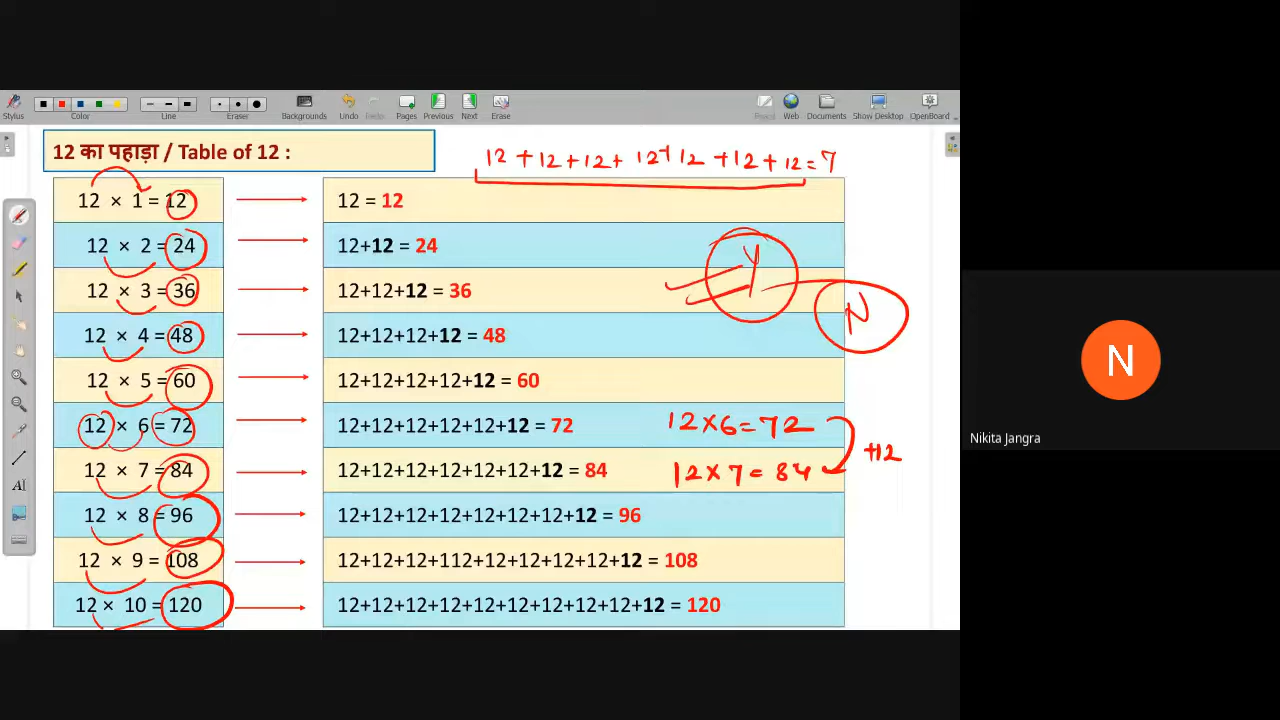 Stylus
Color
Line
Eraser
Backgrounds
Undo
Redo
Pages
Previous
Next
Erase
Web
Documents
Show Desktop
OpenBoard
12 का पहाड़ा / Table of 12 :
12 + 12 + 12 + 12 + 12 + 12 + 12 = 7
12 × 1 = 12
12 = 12
12 × 2 = 24
12+12 = 24
12 × 3 = 36
12+12+12 = 36
12 × 4 = 48
12+12+12+12 = 48
Y
N
12 × 5 = 60
12+12+12+12+12 = 60
12 × 6 = 72
12+12+12+12+12+12 = 72
12×6=72
12 × 7 = 84
12+12+12+12+12+12+12 = 84
12×7=84
+12
12 × 8 = 96
12+12+12+12+12+12+12+12 = 96
12 × 9 = 108
12+12+12+112+12+12+12+12+12 = 108
12 × 10 = 120
12+12+12+12+12+12+12+12+12+12 = 120
N
Nikita Jangra